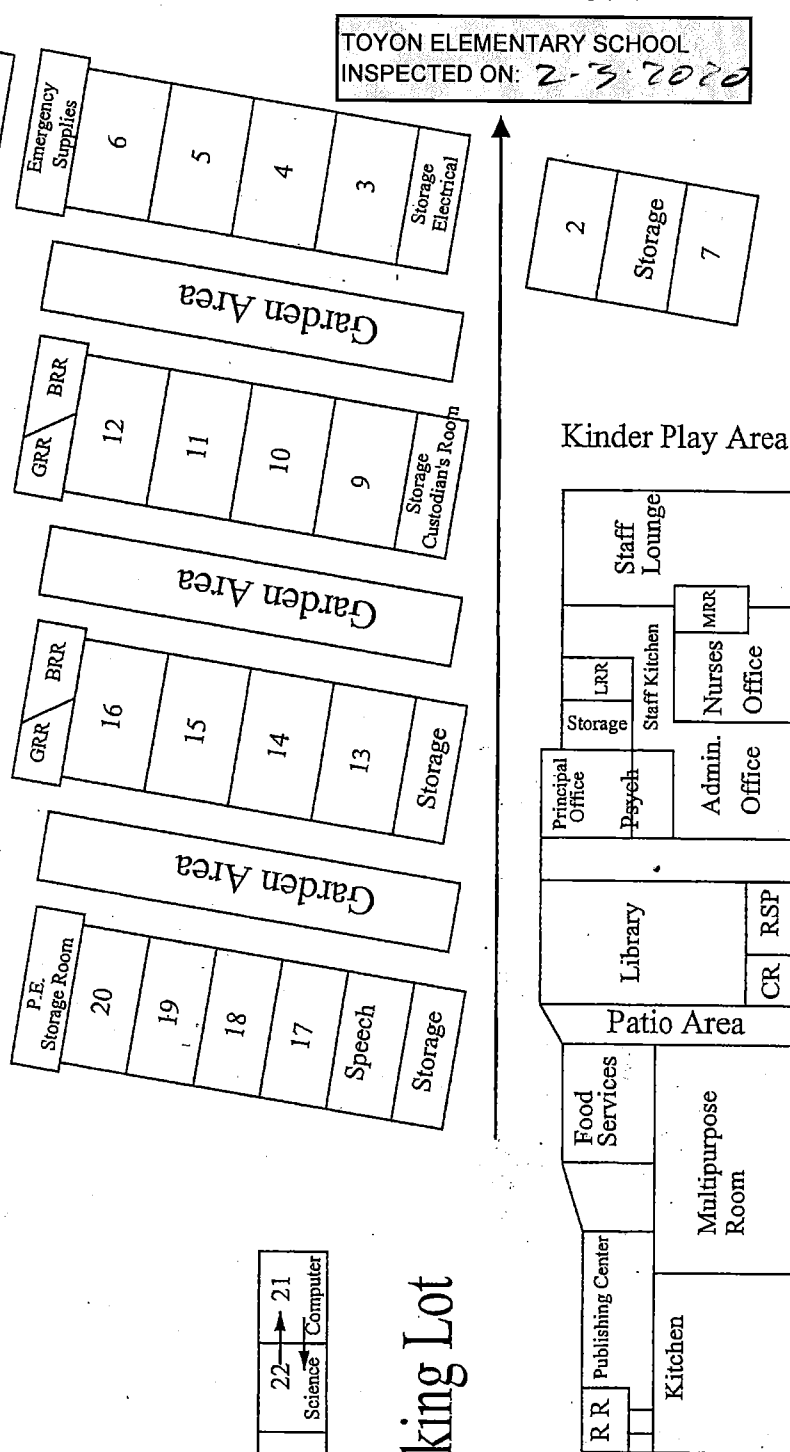 TOYON ELEMENTARY SCHOOL
INSPECTED ON: 2-3-2020
Emergency
Supplies
6
5
4
3
Storage
Electrical
Garden Area
GRR
BRR
12
11
10
9
Storage
Custodian's Room
Garden Area
GRR
BRR
16
15
14
13
Storage
Garden Area
P.E.
Storage Room
20
19
18
17
Speech
Storage
2
Storage
7
Kinder Play Area
Staff
Lounge
MRR
LRR
Staff Kitchen
Nurses
Office
Storage
Principal
Office
Psych
Admin.
Office
Library
RSP
CR
Patio Area
Food
Services
Multipurpose
Room
Publishing Center
Kitchen
R R
22
21
Science
Computer
king Lot